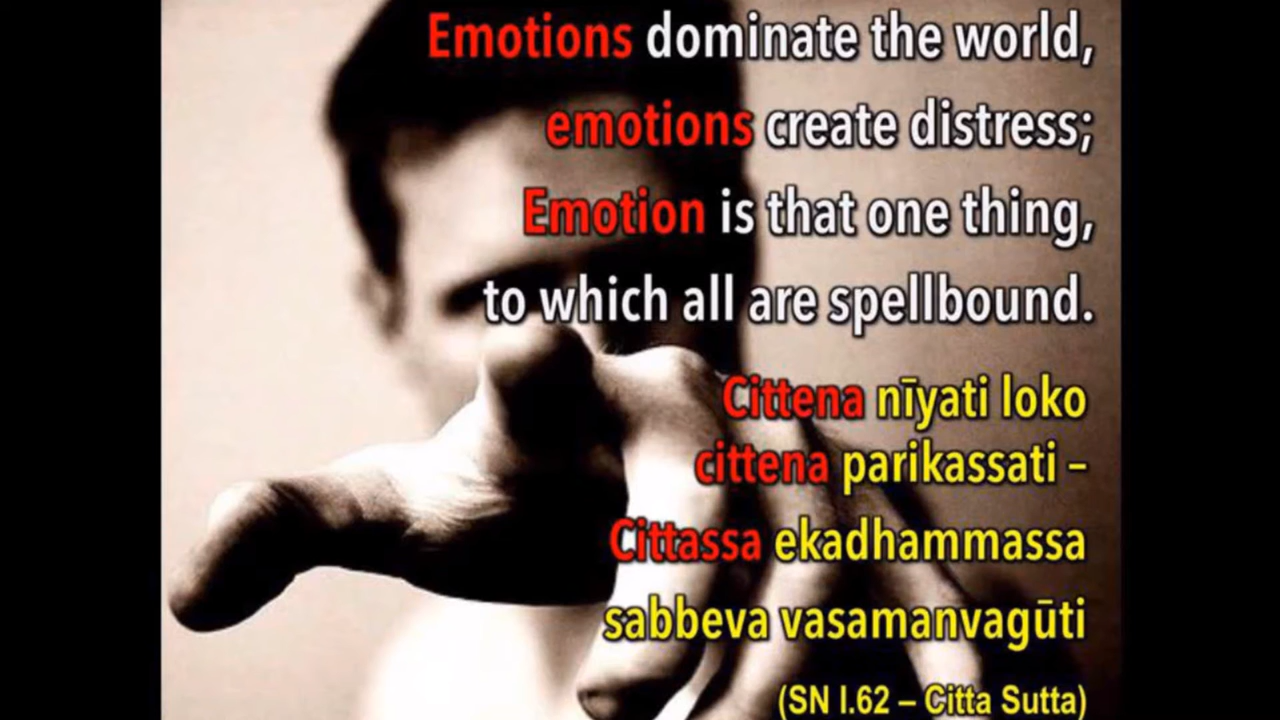 Emotions dominate the world,
emotions create distress;
Emotion is that one thing,
to which all are spellbound.
Cittena nīyati loko
cittena parikassati –
Cittassa ekadhammassa
sabbeva vasamanvagūti
(SN I.62 – Citta Sutta)